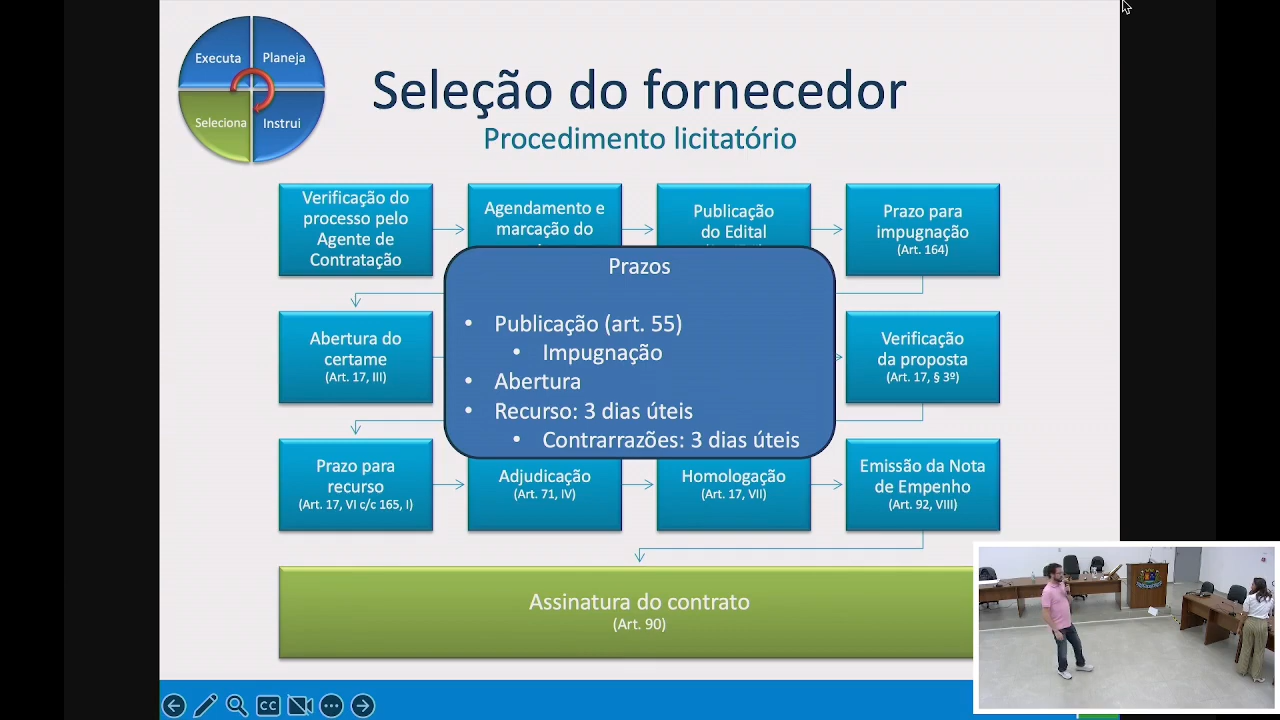 Executa
Planeja
Seleciona
Instrui
Seleção do fornecedor
Procedimento licitatório
Verificação do
processo pelo
Agente de
Contratação
Agendamento e
marcação do
Publicação
do Edital
Prazo para
impugnação
(Art. 164)
Prazos
• Publicação (art. 55)
• Impugnação
• Abertura
• Recurso: 3 dias úteis
• Contrarrazões: 3 dias úteis
Abertura do
certame
(Art. 17, III)
Verificação
da proposta
(Art. 17, § 3º)
Prazo para
recurso
(Art. 17, VI c/c 165, I)
Adjudicação
(Art. 71, IV)
Homologação
(Art. 17, VII)
Emissão da Nota
de Empenho
(Art. 92, VIII)
Assinatura do contrato
(Art. 90)
CC